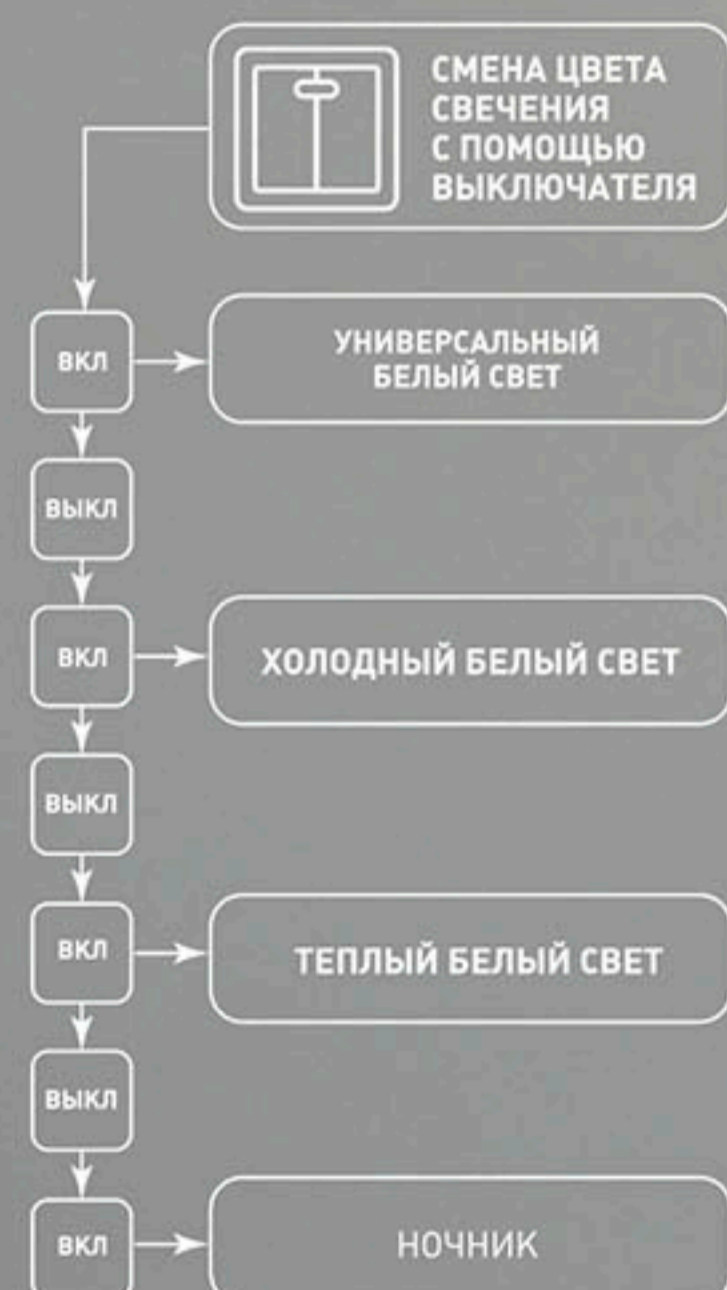 СМЕНА ЦВЕТА
СВЕЧЕНИЯ
С ПОМОЩЬЮ
ВЫКЛЮЧАТЕЛЯ
ВКЛ
УНИВЕРСАЛЬНЫЙ
БЕЛЫЙ СВЕТ
ВЫКЛ
ВКЛ
ХОЛОДНЫЙ БЕЛЫЙ СВЕТ
ВЫКЛ
ВКЛ
ТЕПЛЫЙ БЕЛЫЙ СВЕТ
ВЫКЛ
ВКЛ
НОЧНИК